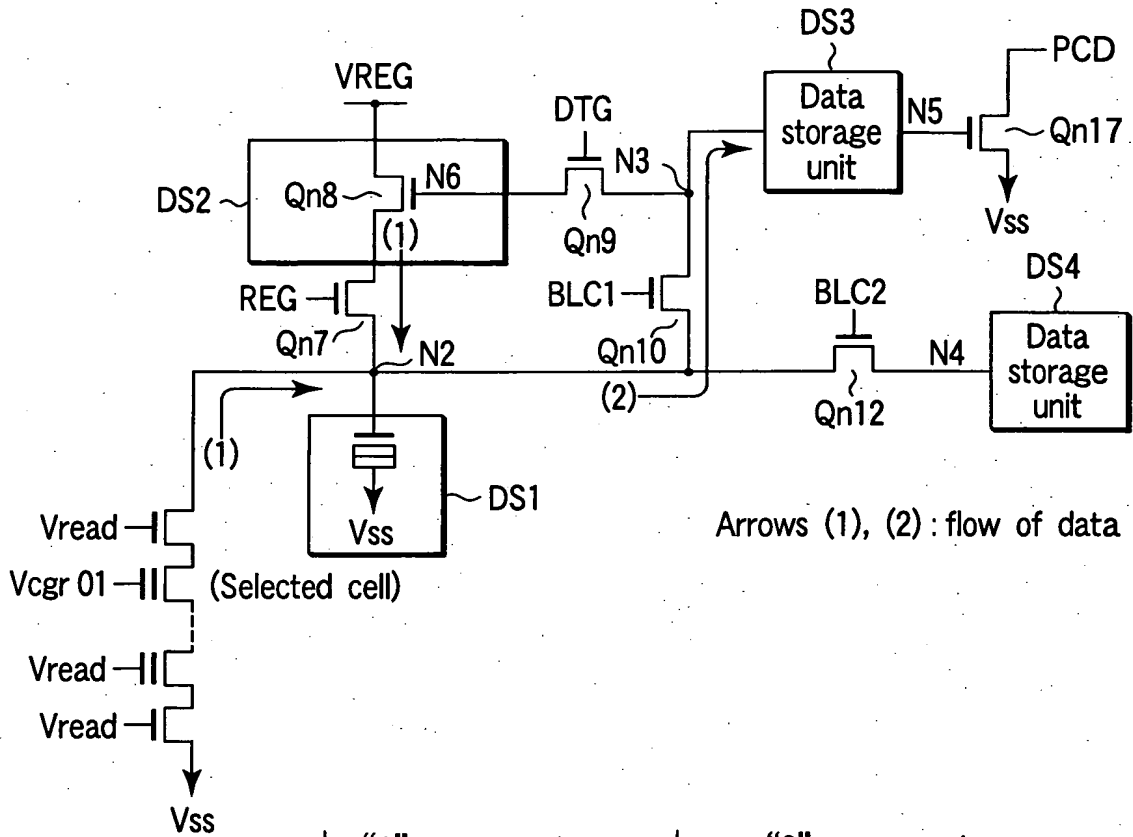 DS3
PCD
VREG
Data
storage
unit
N5
DTG
Qn17
N3
N6
Qn8
DS2
(1)
Qn9
Vss
DS4
REG
BLC1
BLC2
Qn7
Qn10
Data
storage
unit
N2
N4
(2)
Qn12
(1)
DS1
Vss
Vread
Arrows (1), (2) : flow of data
Vcgr 01
(Selected cell)
Vread
Vread
Vss